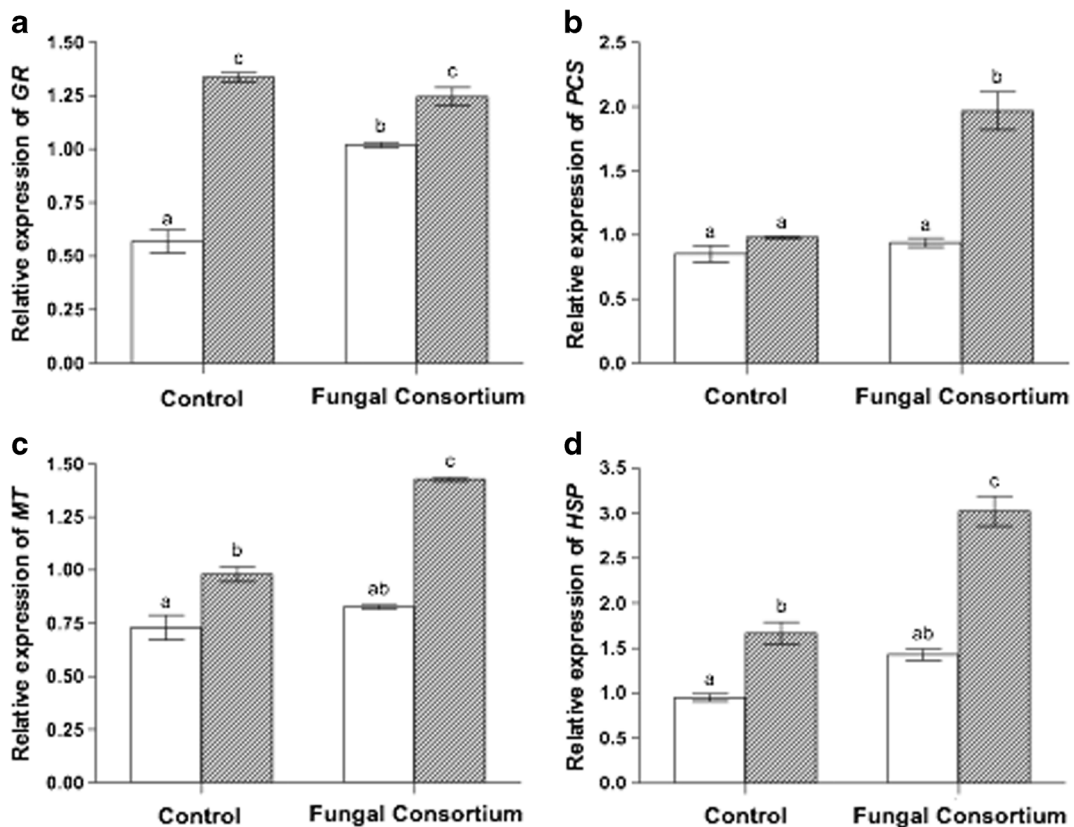 a
Relative expression of GR
1.50
1.25
1.00
0.75
0.50
0.25
0.00
a
c
b
c
Control
Fungal Consortium
b
Relative expression of PCS
2.5
2.0
1.5
1.0
0.5
0.0
a
a
a
b
Control
Fungal Consortium
c
Relative expression of MT
1.50
1.25
1.00
0.75
0.50
0.25
0.00
a
b
ab
c
Control
Fungal Consortium
d
Relative expression of HSP
3.5
3.0
2.5
2.0
1.5
1.0
0.5
0.0
a
b
ab
c
Control
Fungal Consortium